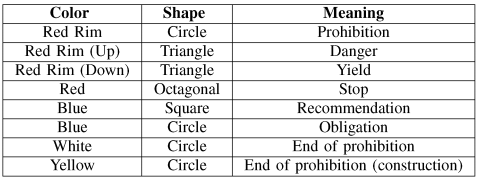 Color Shape Meaning
Red Rim Circle Prohibition
Red Rim (Up) Triangle Danger
Red Rim (Down) Triangle Yield
Red Octagonal Stop
Blue Square Recommendation
Blue Circle Obligation
White Circle End of prohibition
Yellow Circle End of prohibition (construction)